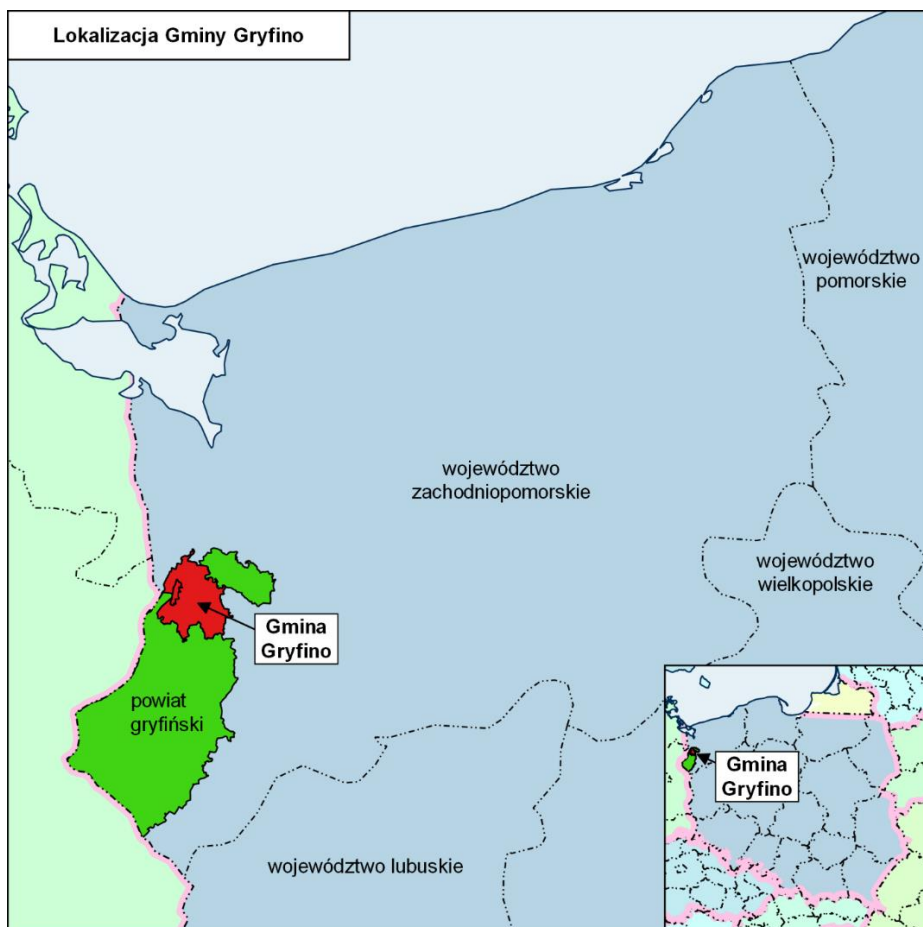 Lokalizacja Gminy Gryfino
województwo
pomorskie
województwo
zachodniopomorskie
województwo
wielkopolskie
Gmina
Gryfino
powiat
gryfiński
Gmina
Gryfino
województwo lubuskie